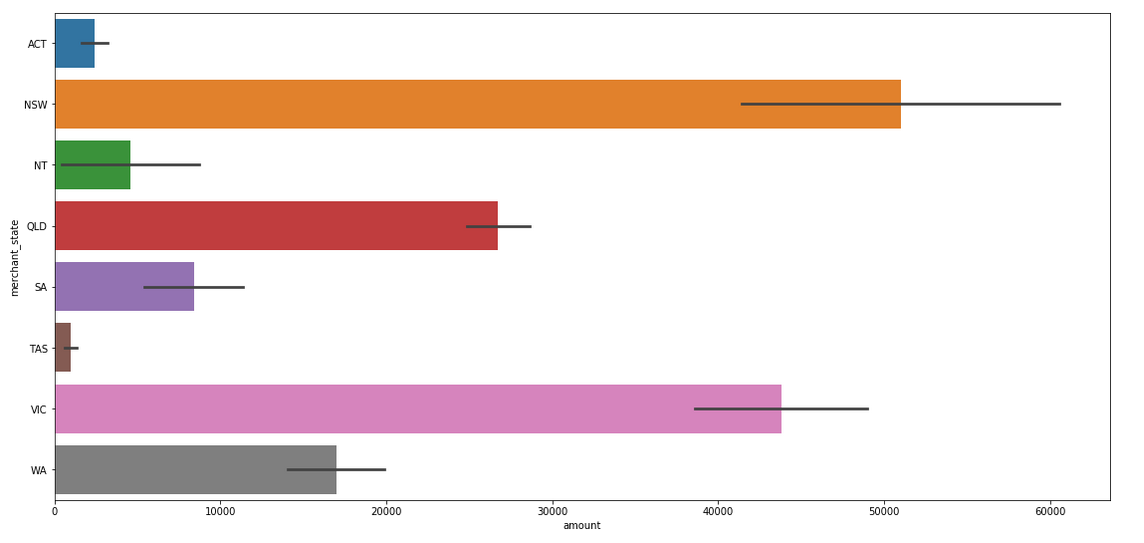 merchant_state
ACT
NSW
NT
QLD
SA
TAS
VIC
WA
0 10000 20000 30000 40000 50000 60000
amount